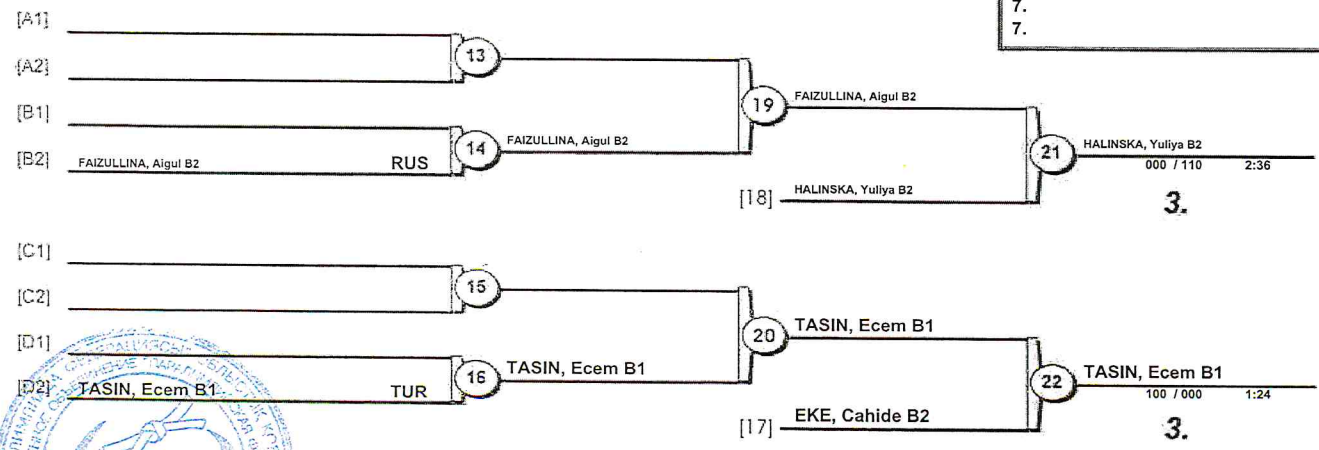 7.
7.
[A1]
13
[A2]
19 FAIZULLINA, Aigul B2
[B1]
14 FAIZULLINA, Aigul B2
21 HALINSKA, Yuliya B2
[B2] FAIZULLINA, Aigul B2 RUS
000 / 110 2:36
[18] HALINSKA, Yuliya B2
3.
[C1]
15
[C2]
20 TASIN, Ecem B1
[D1]
16 TASIN, Ecem B1
22 TASIN, Ecem B1
[D2] TASIN, Ecem B1 TUR
100 / 000 1:24
[17] EKE, Cahide B2
3.